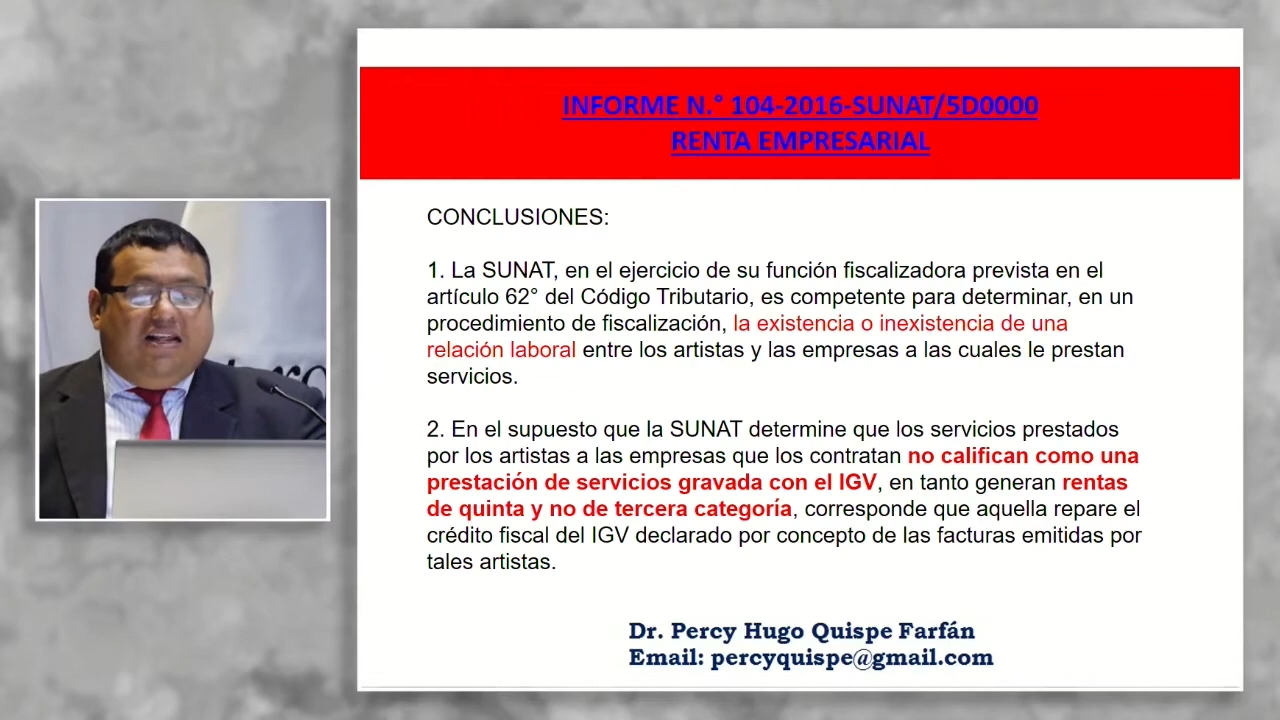 INFORME N.° 104-2016-SUNAT/5D0000
RENTA EMPRESARIAL
CONCLUSIONES:
1. La SUNAT, en el ejercicio de su función fiscalizadora prevista en el
artículo 62° del Código Tributario, es competente para determinar, en un
procedimiento de fiscalización, la existencia o inexistencia de una
relación laboral entre los artistas y las empresas a las cuales le prestan
servicios.
2. En el supuesto que la SUNAT determine que los servicios prestados
por los artistas a las empresas que los contratan no califican como una
prestación de servicios gravada con el IGV, en tanto generan rentas
de quinta y no de tercera categoría, corresponde que aquella repare el
crédito fiscal del IGV declarado por concepto de las facturas emitidas por
tales artistas.
Dr. Percy Hugo Quispe Farfán
Email: percyquispe@gmail.com